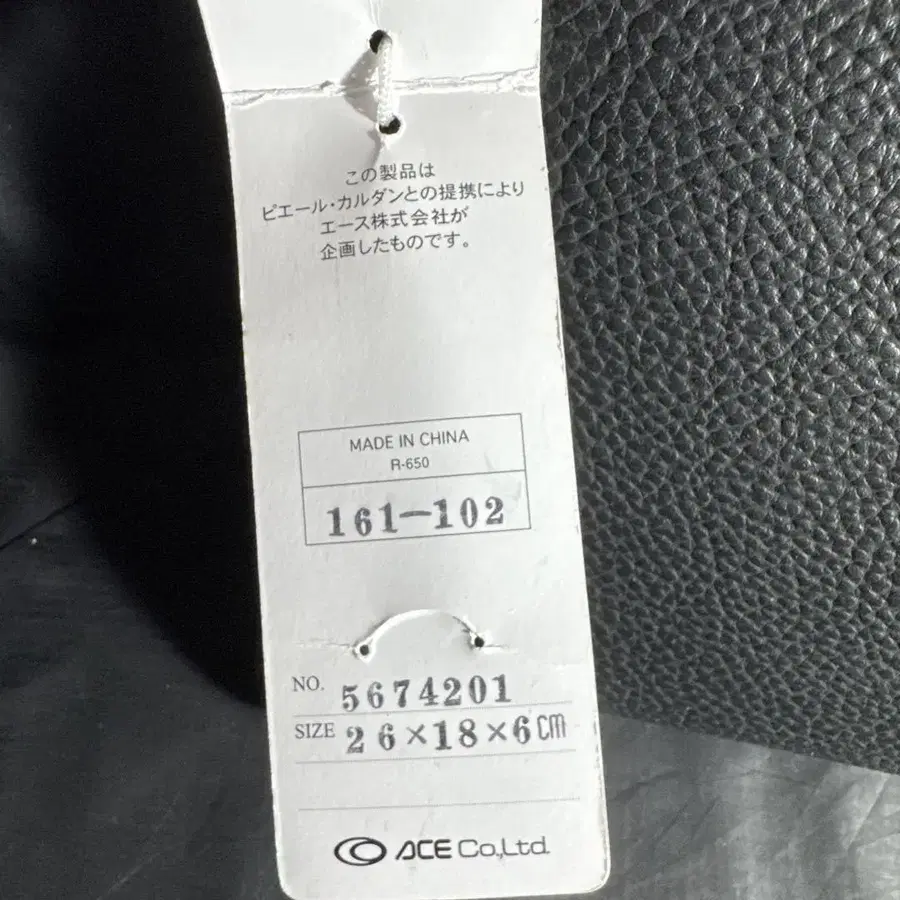 この製品は
ピエール・カルダンとの提携により
エース株式会社が
企画したものです。
MADE IN CHINA
R-650
161-102
NO. 5674201
SIZE 26×18×6cm
ACE Co.,Ltd.